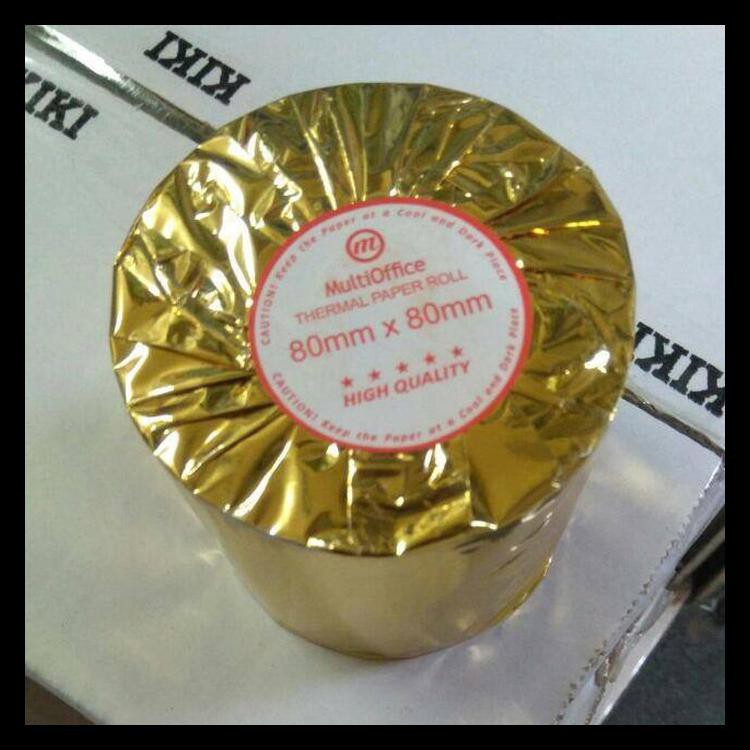 KIKI
KIKI
CAUTION! Keep the Paper at a Cool and Dark Place
m
MultiOffice
THERMAL PAPER ROLL
80mm x 80mm
★ ★ ★ ★ ★
HIGH QUALITY
CAUTION! Keep the Paper at a Cool and Dark Place
KIKI